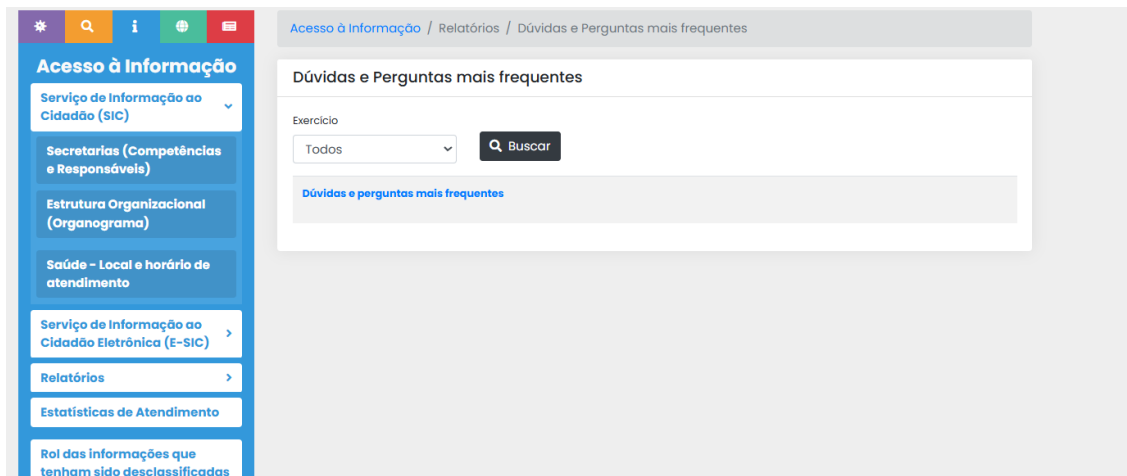 Acesso à Informação / Relatórios / Dúvidas e Perguntas mais frequentes
Acesso à Informação
Serviço de Informação ao
Cidadão (SIC)
Secretarias (Competências
e Responsáveis)
Estrutura Organizacional
(Organograma)
Saúde - Local e horário de
atendimento
Serviço de Informação ao
Cidadão Eletrônica (E-SIC)
Relatórios
Estatísticas de Atendimento
Rol das informações que
tenham sido desclassificadas
Dúvidas e Perguntas mais frequentes
Exercício
Todos
Buscar
Dúvidas e perguntas mais frequentes